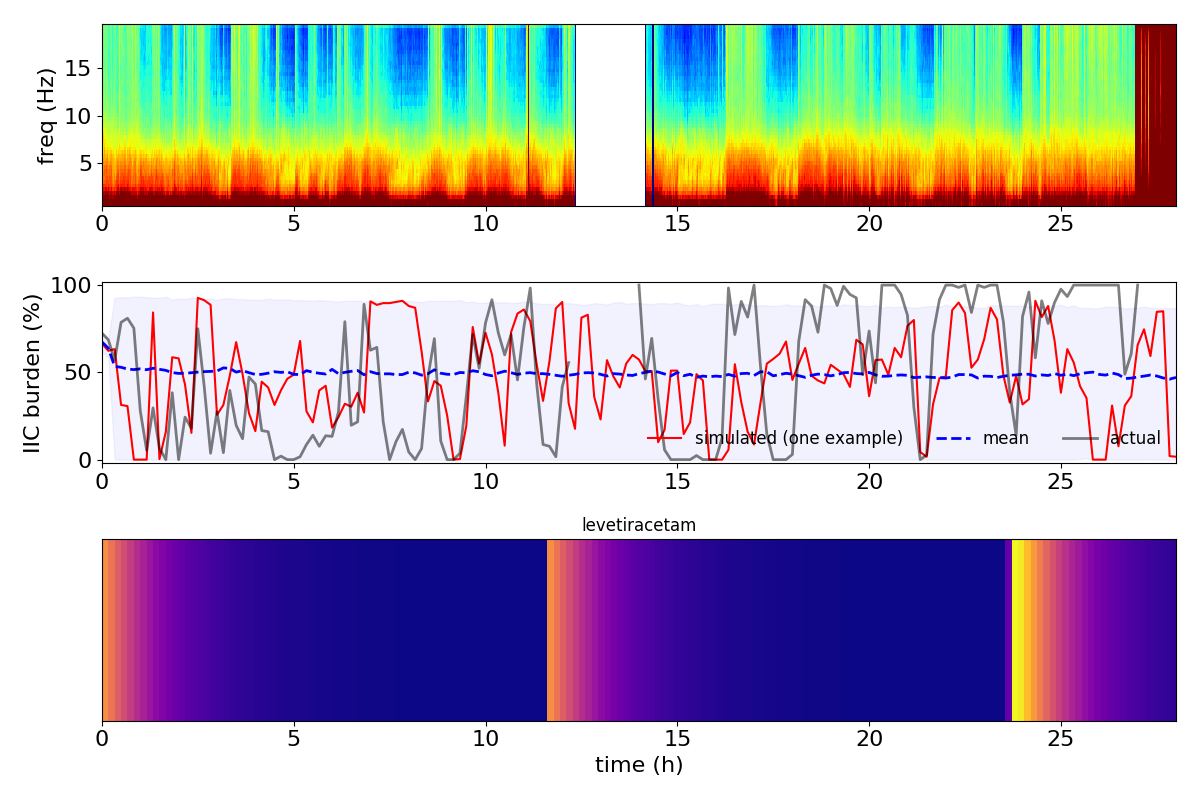 freq (Hz)
15
10
5
0 5 10 15 20 25
IIC burden (%)
100
50
0
simulated (one example) mean actual
0 5 10 15 20 25
levetiracetam
0 5 10 15 20 25
time (h)